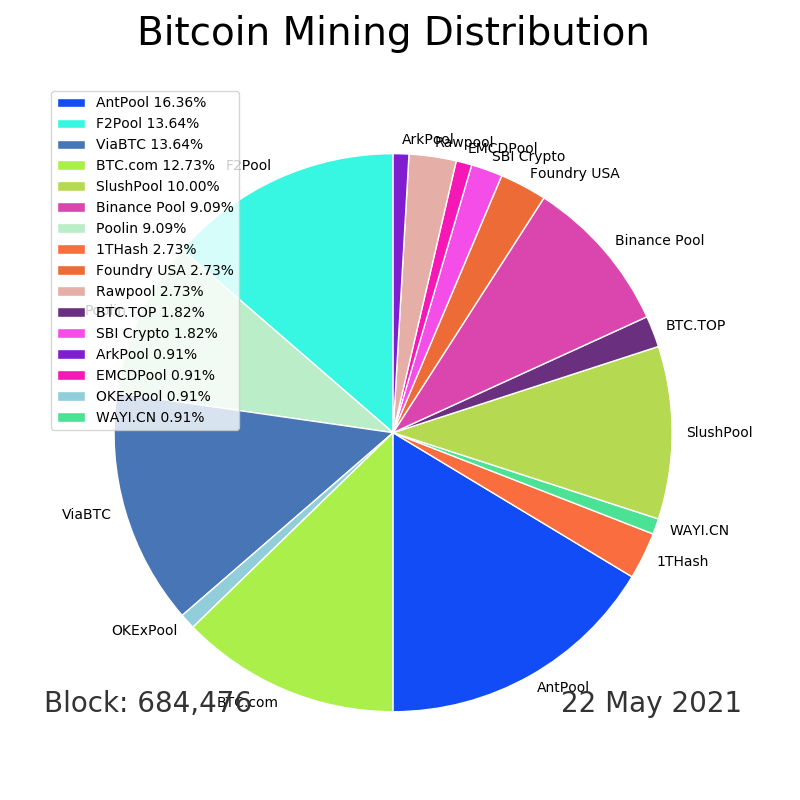 Bitcoin Mining Distribution
AntPool 16.36%
F2Pool 13.64%
ViaBTC 13.64%
BTC.com 12.73%
SlushPool 10.00%
Binance Pool 9.09%
Poolin 9.09%
1THash 2.73%
Foundry USA 2.73%
Rawpool 2.73%
BTC.TOP 1.82%
SBI Crypto 1.82%
ArkPool 0.91%
EMCDPool 0.91%
OKExPool 0.91%
WAYI.CN 0.91%
ArkPool
Rawpool
EMCDPool
SBI Crypto
Foundry USA
Binance Pool
BTC.TOP
SlushPool
WAYI.CN
1THash
AntPool
BTC.com
OKExPool
ViaBTC
Poolin
F2Pool
Block: 684,476
22 May 2021